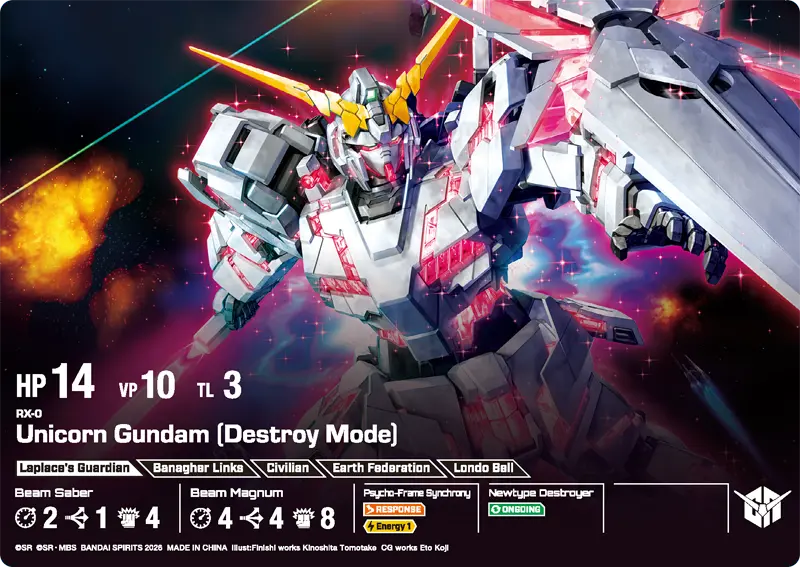 HP 14 VP 10 TL 3
RX-0
Unicorn Gundam (Destroy Mode)
Laplace's Guardian Banagher Links Civilian Earth Federation Londo Bell
Beam Saber
2 1 4
Beam Magnum
4 4 8
Psycho-Frame Synchrony
RESPONSE
Energy 1
Newtype Destroyer
ONGOING
©SR ©SR・MBS BANDAI SPIRITS 2026 MADE IN CHINA Illust:Finishi works Kinoshita Tomotake CG works Eto Koji